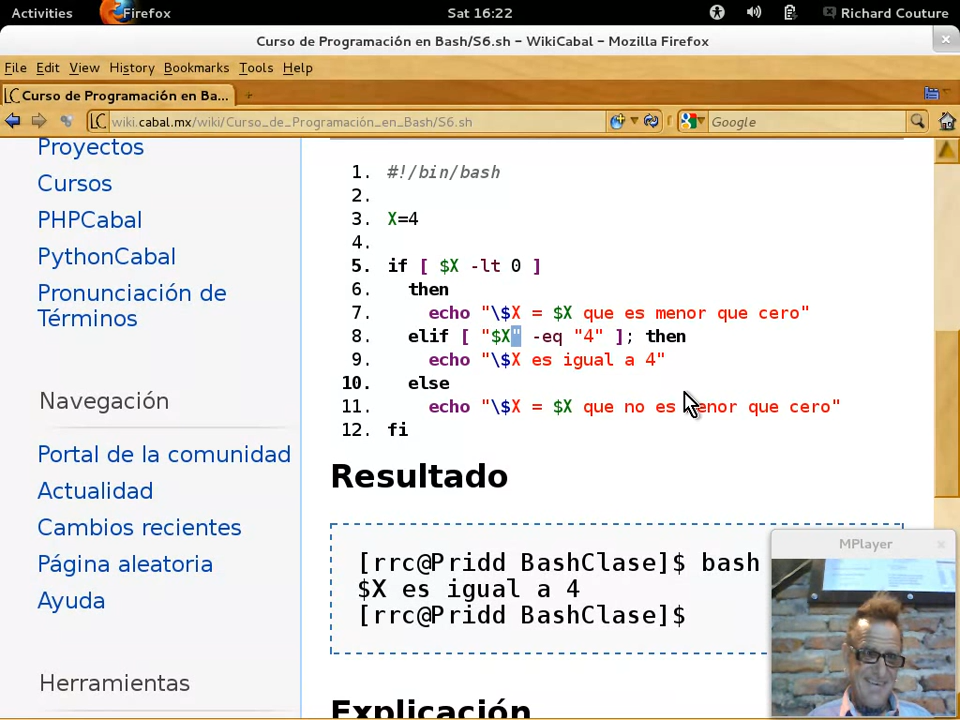 Activities
Firefox
Sat 16:22
Richard Couture
Curso de Programación en Bash/S6.sh – WikiCabal – Mozilla Firefox
File Edit View History Bookmarks Tools Help
LC Curso de Programación en Ba...
LC wiki.cabal.mx/wiki/Curso_de_Programación_en_Bash/S6.sh
Google
Proyectos
Cursos
PHPCabal
PythonCabal
Pronunciación de
Términos
Navegación
Portal de la comunidad
Actualidad
Cambios recientes
Página aleatoria
Ayuda
Herramientas
1. #!/bin/bash
2.
3. X=4
4.
5. if [ $X -lt 0 ]
6. then
7. echo "\$X = $X que es menor que cero"
8. elif [ "$X" -eq "4" ]; then
9. echo "\$X es igual a 4"
10. else
11. echo "\$X = $X que no es menor que cero"
12. fi
Resultado
[rrc@Pridd BashClase]$ bash
$X es igual a 4
[rrc@Pridd BashClase]$
Explicación
MPlayer